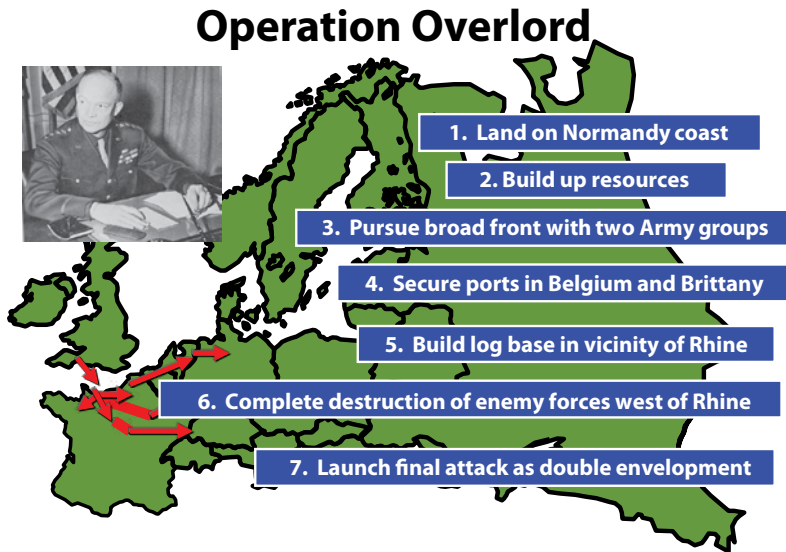 Operation Overlord
1. Land on Normandy coast
2. Build up resources
3. Pursue broad front with two Army groups
4. Secure ports in Belgium and Brittany
5. Build log base in vicinity of Rhine
6. Complete destruction of enemy forces west of Rhine
7. Launch final attack as double envelopment